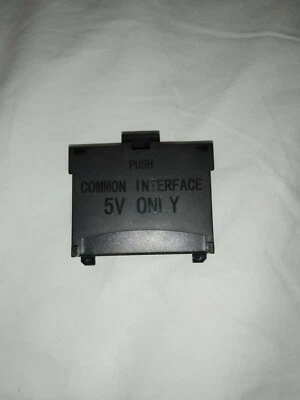 PUSH
COMMON INTERFACE
5V ONLY